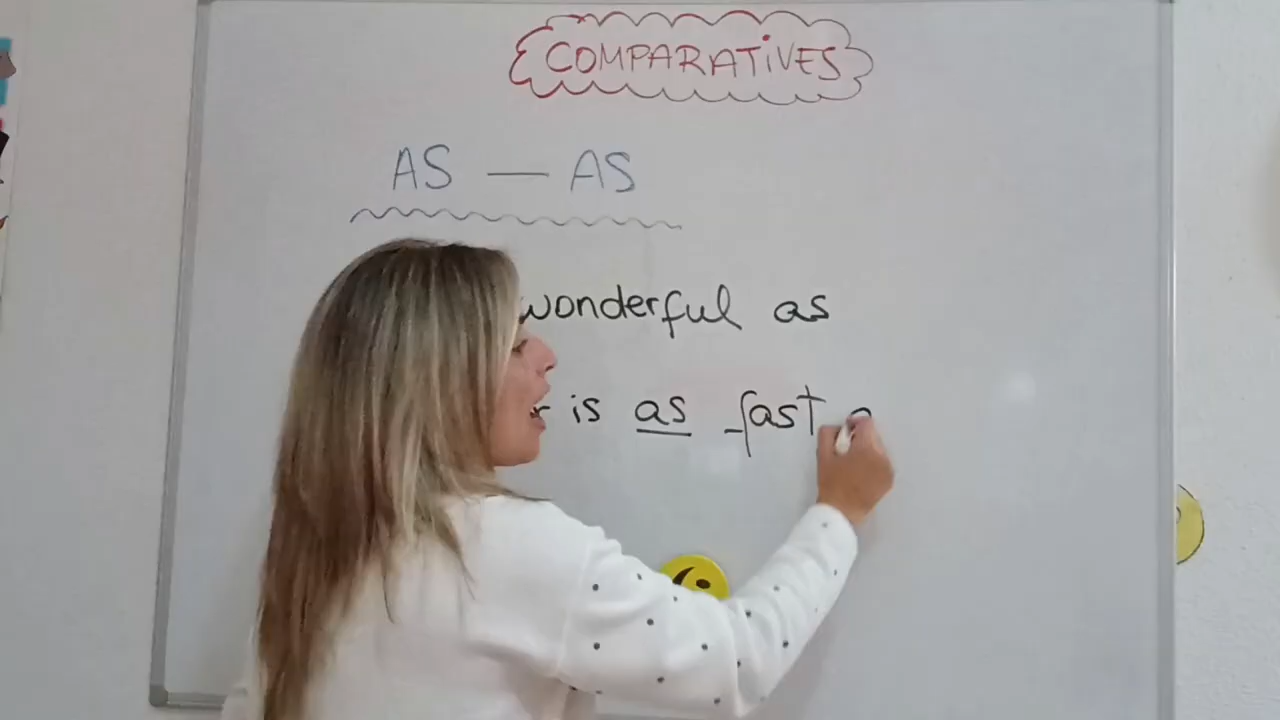 COMPARATIVES
AS — AS
wonderful as
is as fast